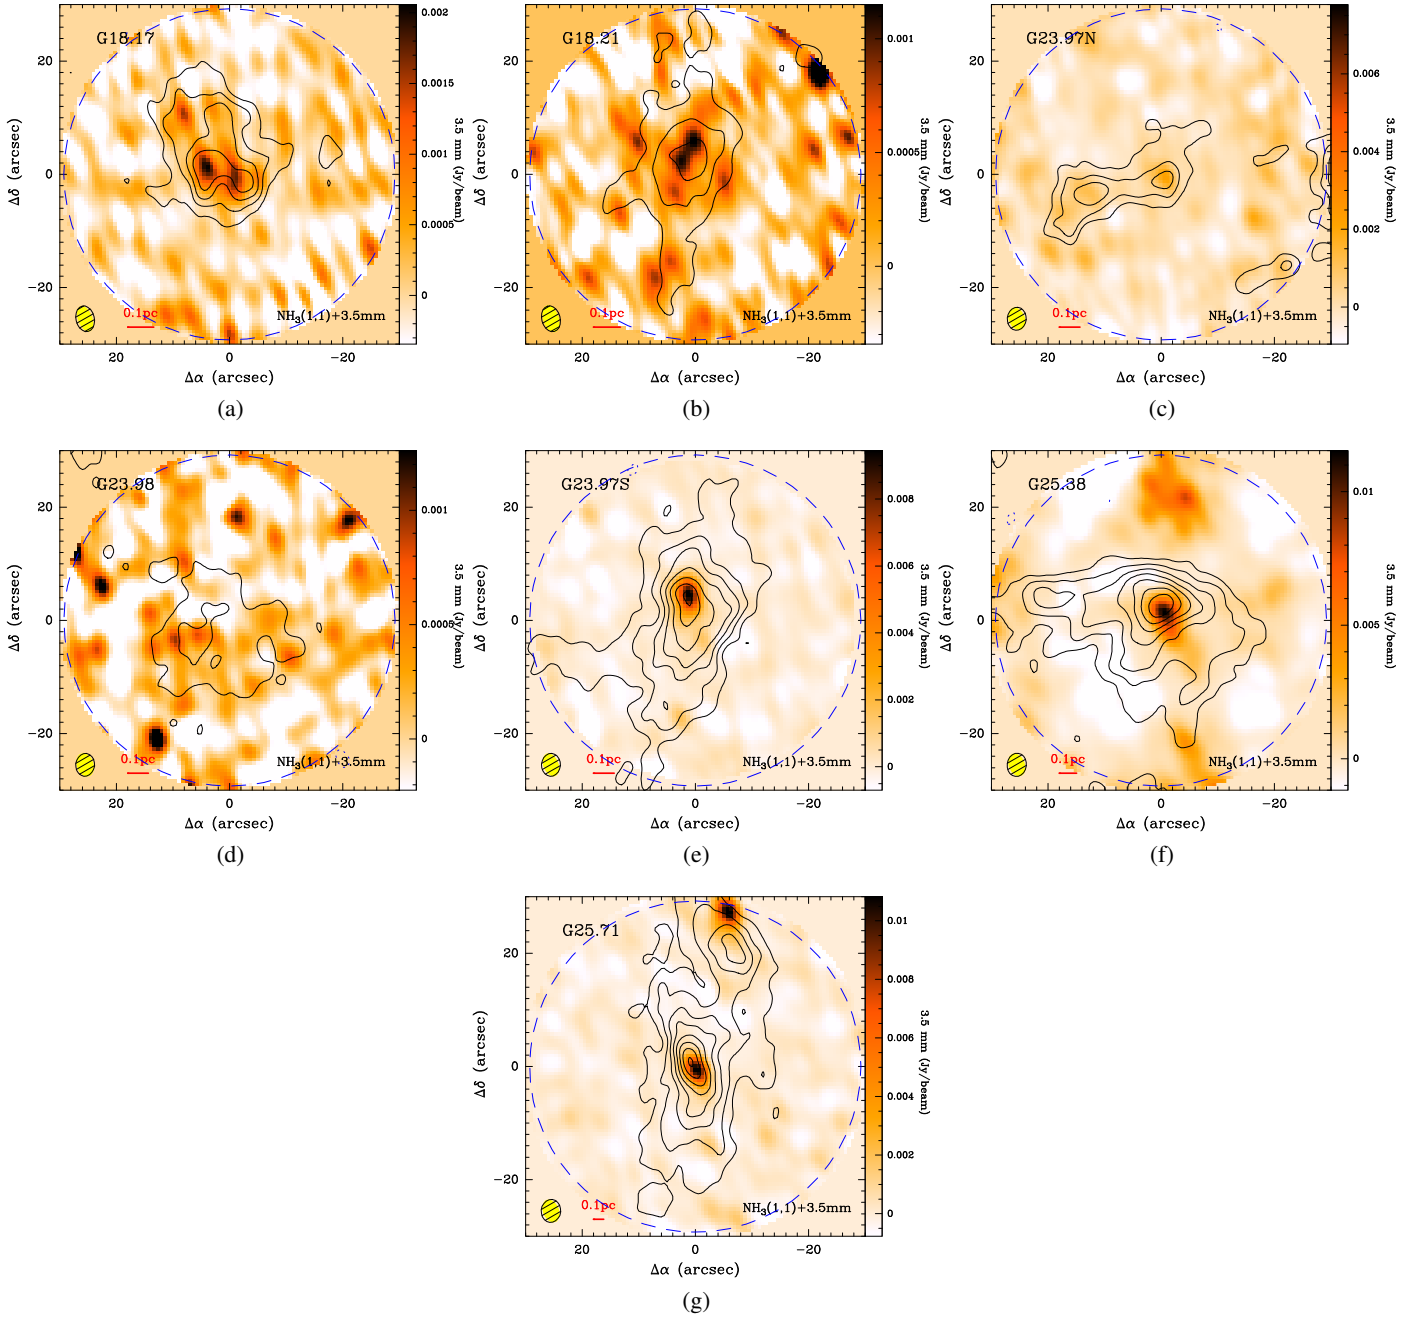 G18.17
20
0
−20
Δδ (arcsec)
0.1pc
NH3(1,1)+3.5mm
20
0
−20
Δα (arcsec)
0.002
0.0015
0.001
0.0005
0
3.5 mm (Jy/beam)
(a)
G18.21
20
0
−20
Δδ (arcsec)
0.1pc
NH3(1,1)+3.5mm
20
0
−20
Δα (arcsec)
0.001
0.0005
0
3.5 mm (Jy/beam)
(b)
G23.97N
20
0
−20
Δδ (arcsec)
0.1pc
NH3(1,1)+3.5mm
20
0
−20
Δα (arcsec)
0.006
0.004
0.002
0
3.5 mm (Jy/beam)
(c)
G23.98
20
0
−20
Δδ (arcsec)
0.1pc
NH3(1,1)+3.5mm
20
0
−20
Δα (arcsec)
0.001
0.0005
0
3.5 mm (Jy/beam)
(d)
G23.97S
20
0
−20
Δδ (arcsec)
0.1pc
NH3(1,1)+3.5mm
20
0
−20
Δα (arcsec)
0.008
0.006
0.004
0.002
0
3.5 mm (Jy/beam)
(e)
G25.38
20
0
−20
Δδ (arcsec)
0.1pc
NH3(1,1)+3.5mm
20
0
−20
Δα (arcsec)
0.01
0.005
0
3.5 mm (Jy/beam)
(f)
G25.71
20
0
−20
Δδ (arcsec)
0.1pc
NH3(1,1)+3.5mm
20
0
−20
Δα (arcsec)
0.01
0.008
0.006
0.004
0.002
0
3.5 mm (Jy/beam)
(g)